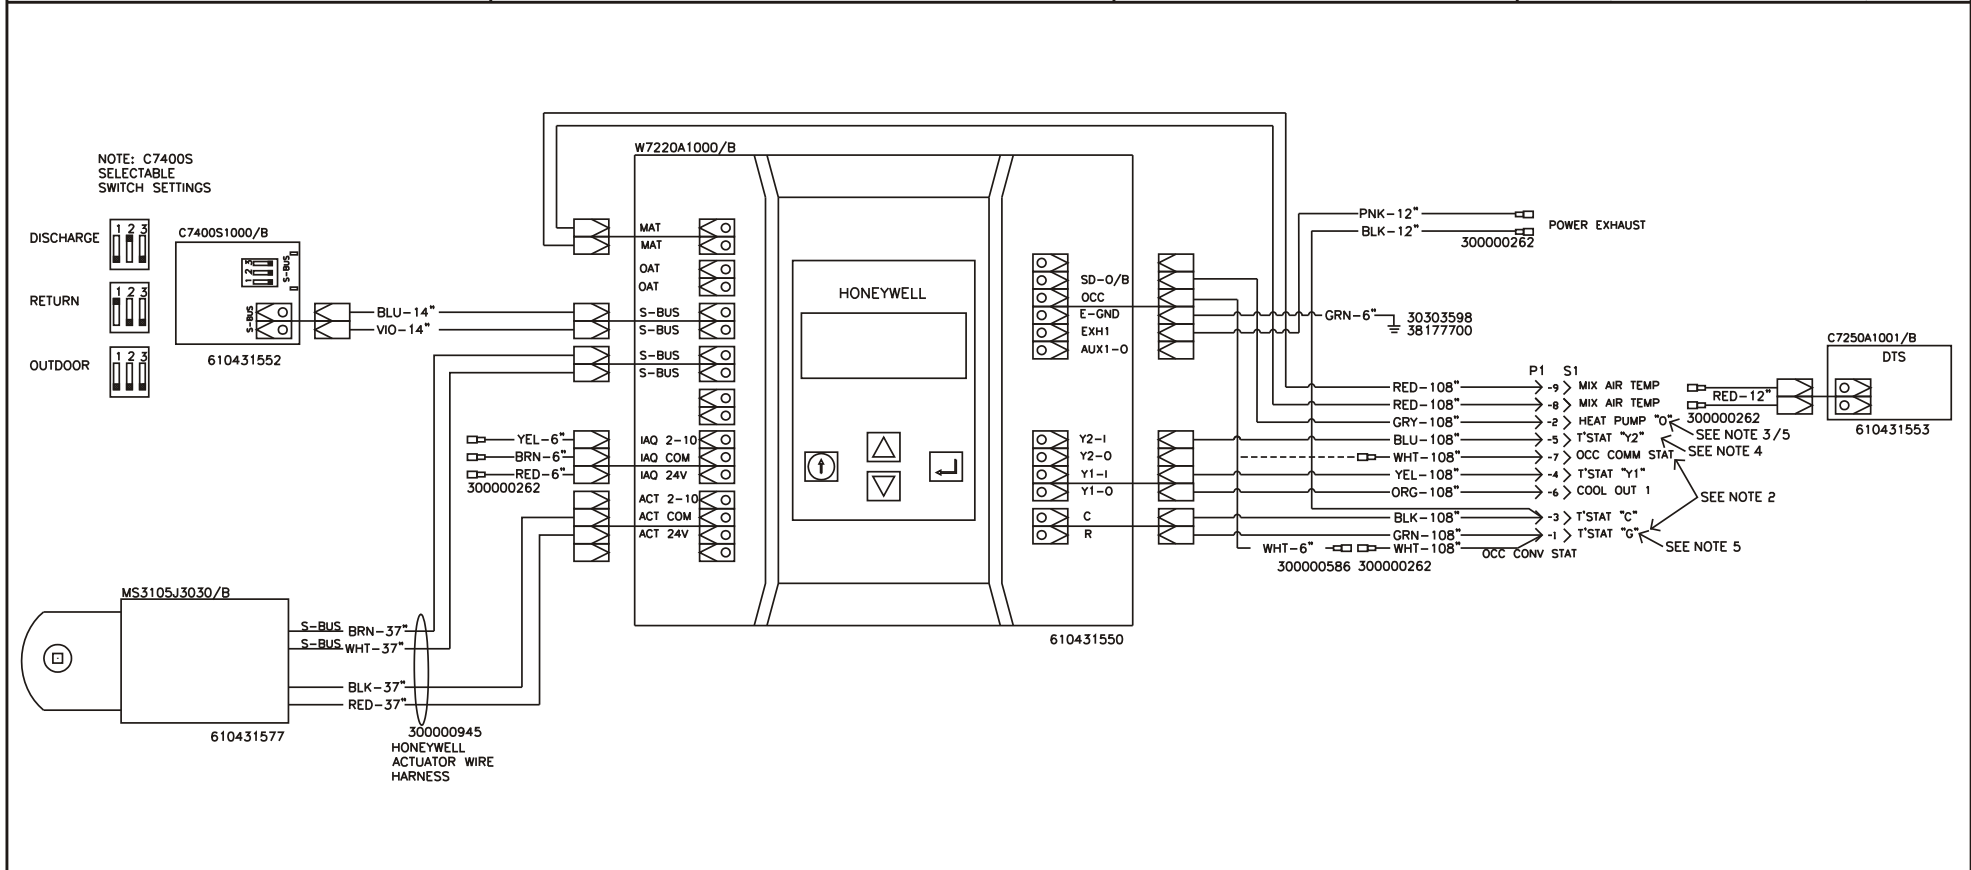 NOTE: C7400S
SELECTABLE
SWITCH SETTINGS
DISCHARGE
1 2 3
RETURN
1 2 3
OUTDOOR
1 2 3
C7400S1000/B
1 2 3
S-BUS
S-BUS
610431552
BLU-14"
VIO-14"
YEL-6"
BRN-6"
RED-6"
300000262
MS3105J3030/B
S-BUS BRN-37"
S-BUS WHT-37"
BLK-37"
RED-37"
610431577
300000945
HONEYWELL
ACTUATOR WIRE
HARNESS
W7220A1000/B
MAT
MAT
OAT
OAT
S-BUS
S-BUS
S-BUS
S-BUS
IAQ 2-10
IAQ COM
IAQ 24V
ACT 2-10
ACT COM
ACT 24V
HONEYWELL
SD-O/B
OCC
E-GND
EXH1
AUX1-O
Y2-I
Y2-O
Y1-I
Y1-O
C
R
610431550
PNK-12"
BLK-12"
300000262
POWER EXHAUST
GRN-6"
30303598
38177700
P1 S1
RED-108" -9 MIX AIR TEMP
RED-108" -8 MIX AIR TEMP
GRY-108" -2 HEAT PUMP "O"
BLU-108" -5 T'STAT "Y2"
WHT-108" -7 OCC COMM STAT
YEL-108" -4 T'STAT "Y1"
ORG-108" -6 COOL OUT 1
BLK-108" -3 T'STAT "C"
GRN-108" -1 T'STAT "G"
WHT-6" WHT-108" OCC CONV STAT
300000586 300000262
RED-12"
300000262
SEE NOTE 3/5
SEE NOTE 4
SEE NOTE 2
SEE NOTE 5
C7250A1001/B
DTS
610431553